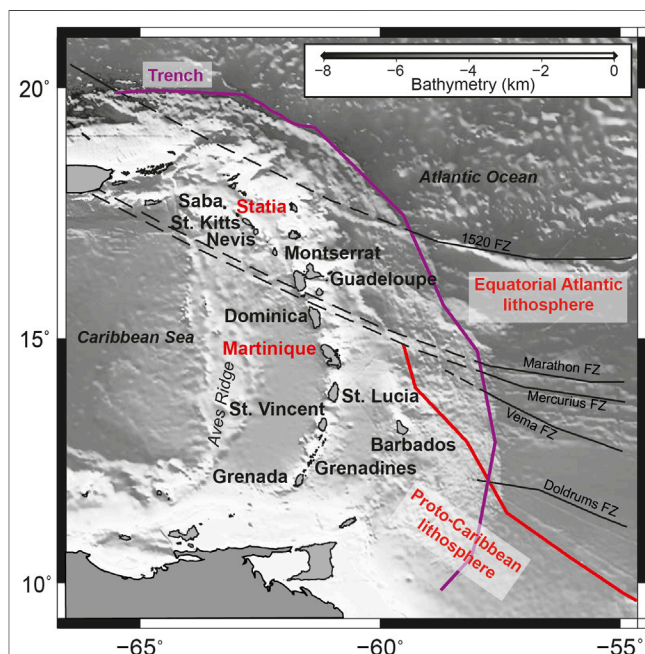 20°
15°
10°
−65°
−60°
−55°
Trench
−8
−6
−4
−2
0
Bathymetry (km)
Atlantic Ocean
Saba
Statia
St. Kitts
Nevis
1520 FZ
Montserrat
Guadeloupe
Equatorial Atlantic
lithosphere
Dominica
Caribbean Sea
Martinique
Marathon FZ
Mercurius FZ
Aves Ridge
St. Lucia
St. Vincent
Vema FZ
Barbados
Grenada
Grenadines
Doldrums FZ
Proto-Caribbean
lithosphere